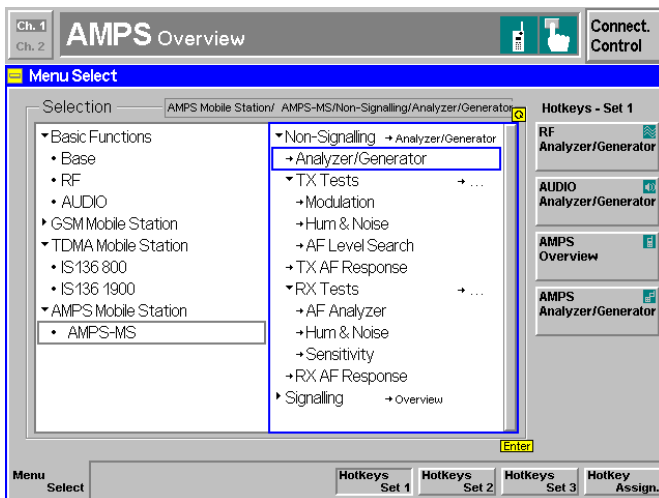 Ch. 1
Ch. 2
AMPS Overview
Connect.
Control
Menu Select
Selection
AMPS Mobile Station/ AMPS-MS/Non-Signalling/Analyzer/Generator
Q
Hotkeys - Set 1
Basic Functions
Base
RF
AUDIO
GSM Mobile Station
TDMA Mobile Station
IS136 800
IS136 1900
AMPS Mobile Station
AMPS-MS
Non-Signalling → Analyzer/Generator
→ Analyzer/Generator
TX Tests → ...
→ Modulation
→ Hum & Noise
→ AF Level Search
→ TX AF Response
RX Tests → ...
→ AF Analyzer
→ Hum & Noise
→ Sensitivity
→ RX AF Response
Signalling → Overview
RF
Analyzer/Generator
AUDIO
Analyzer/Generator
AMPS
Overview
AMPS
Analyzer/Generator
Enter
Menu
Select
Hotkeys
Set 1
Hotkeys
Set 2
Hotkeys
Set 3
Hotkey
Assign.